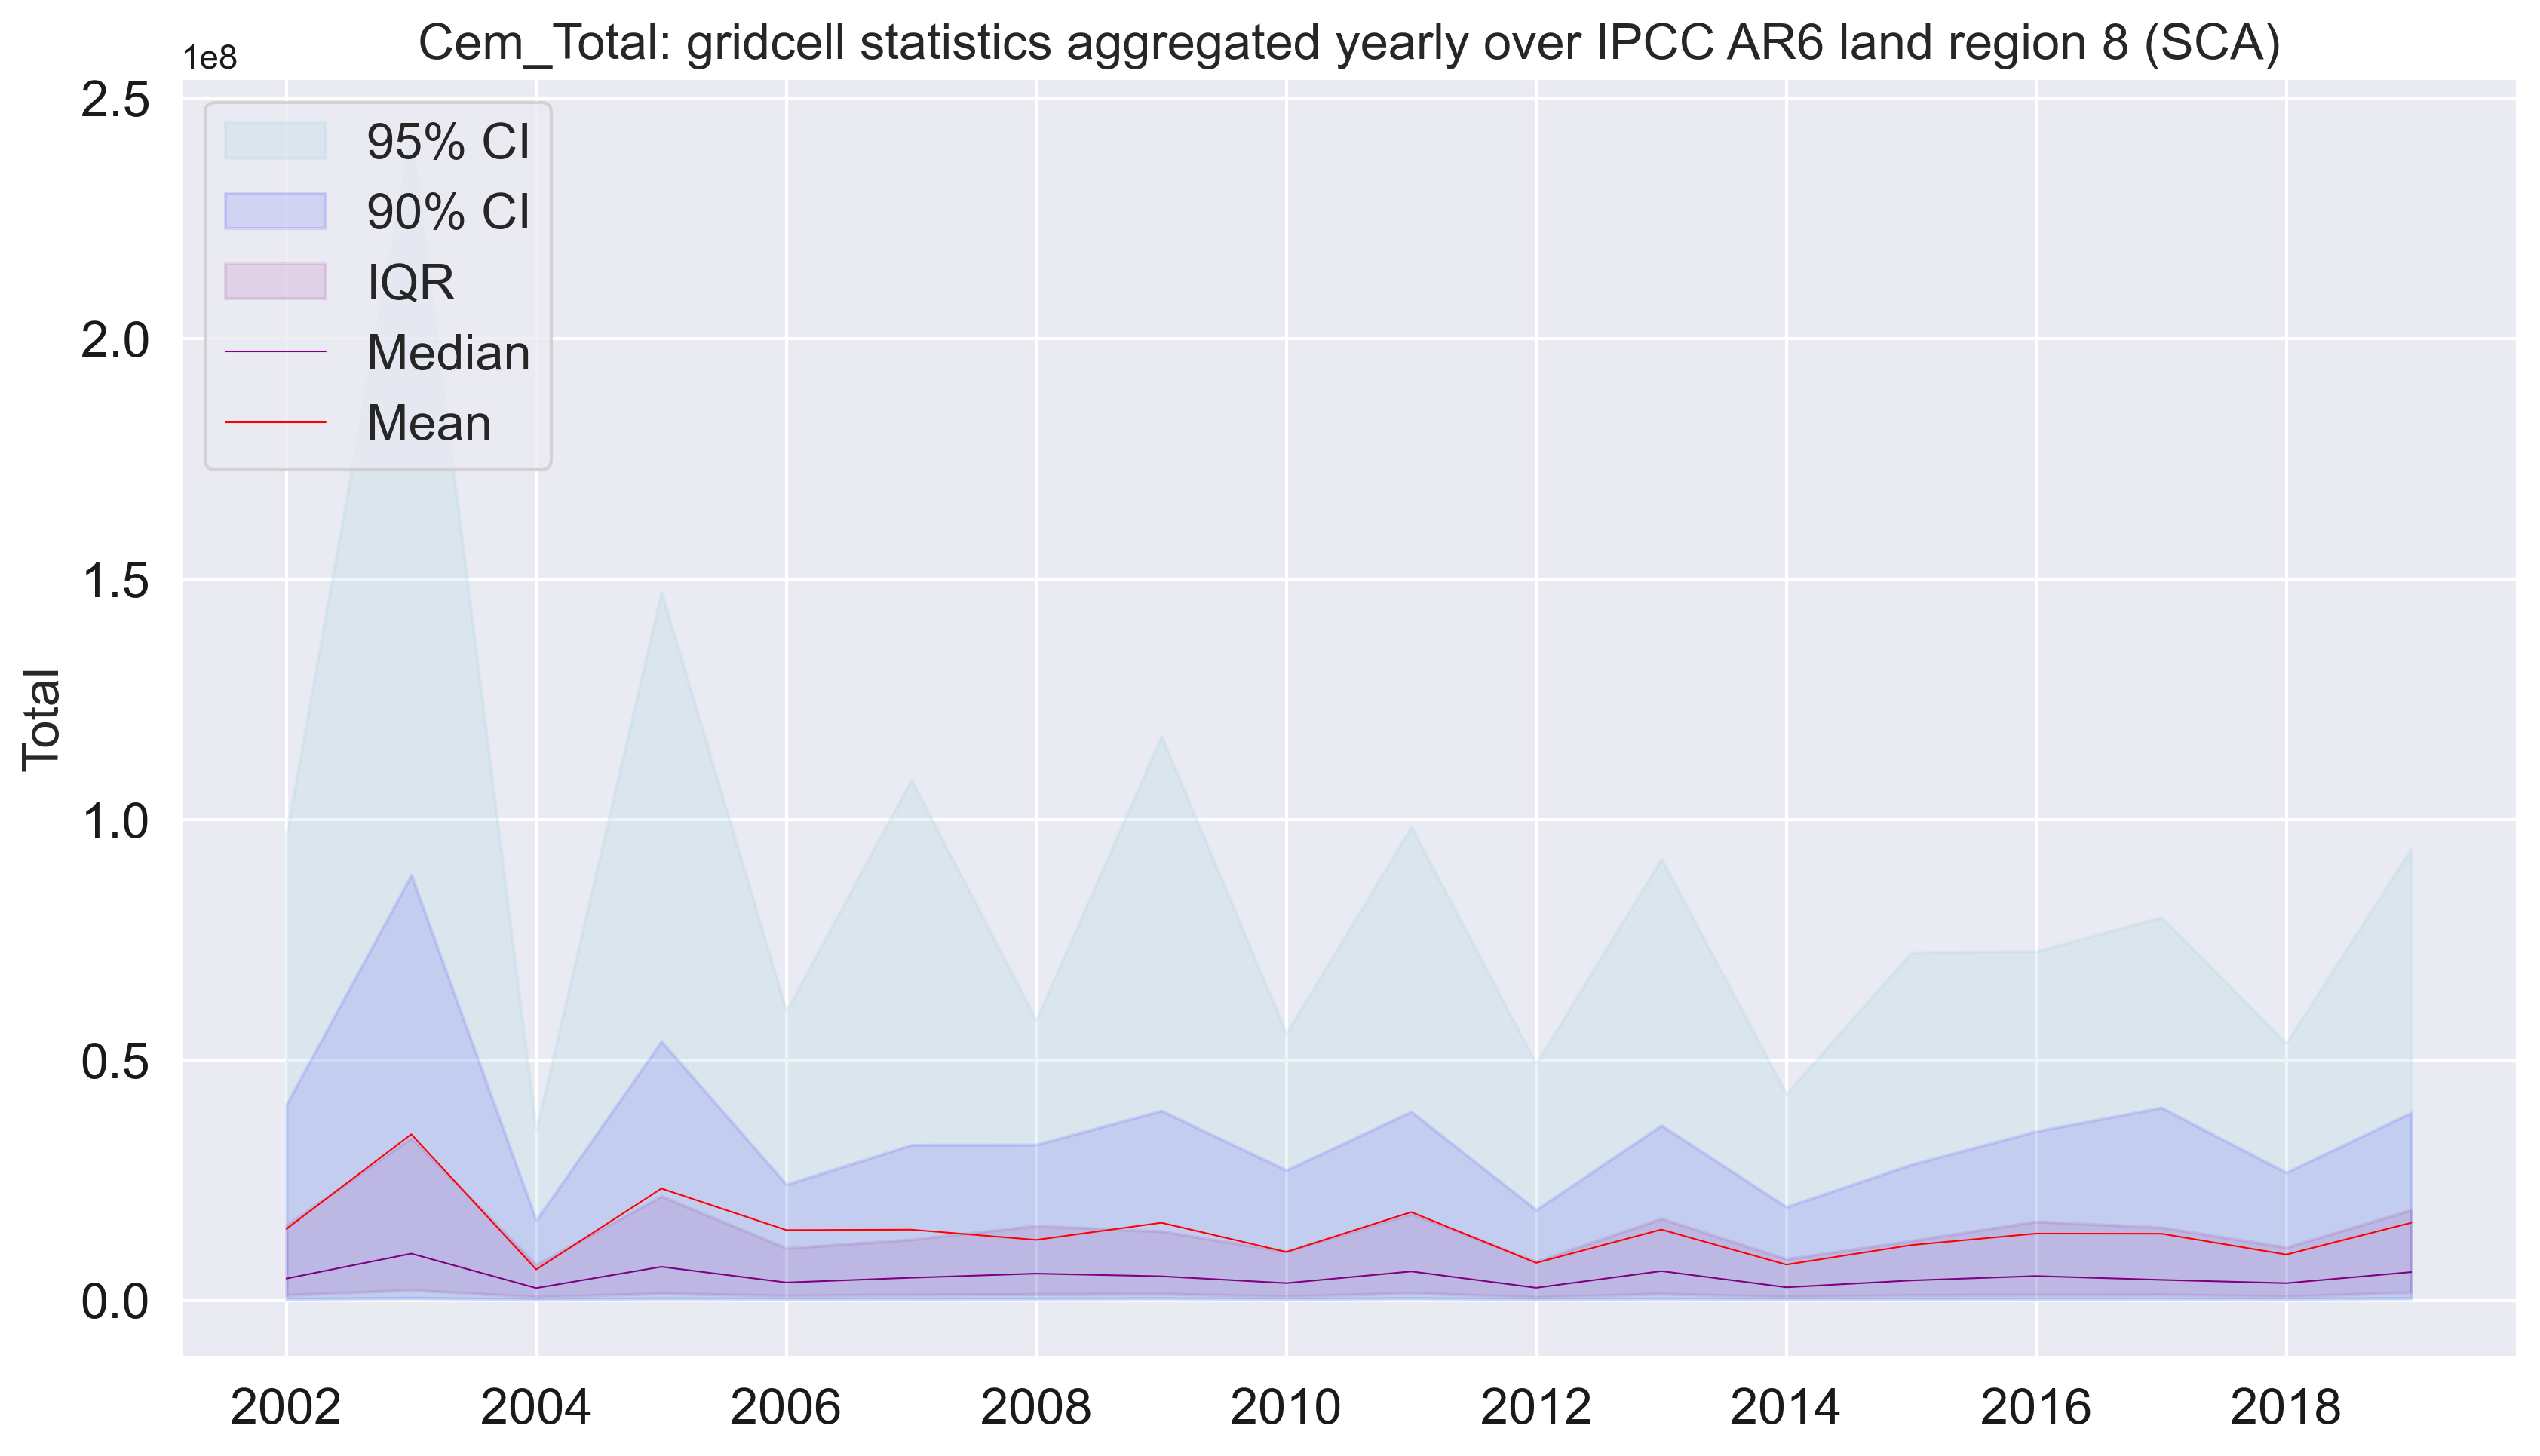 Cem_Total: gridcell statistics aggregated yearly over IPCC AR6 land region 8 (SCA)
1e8
2.5
2.0
1.5
1.0
0.5
0.0
Total
95% CI
90% CI
IQR
Median
Mean
2002 2004 2006 2008 2010 2012 2014 2016 2018